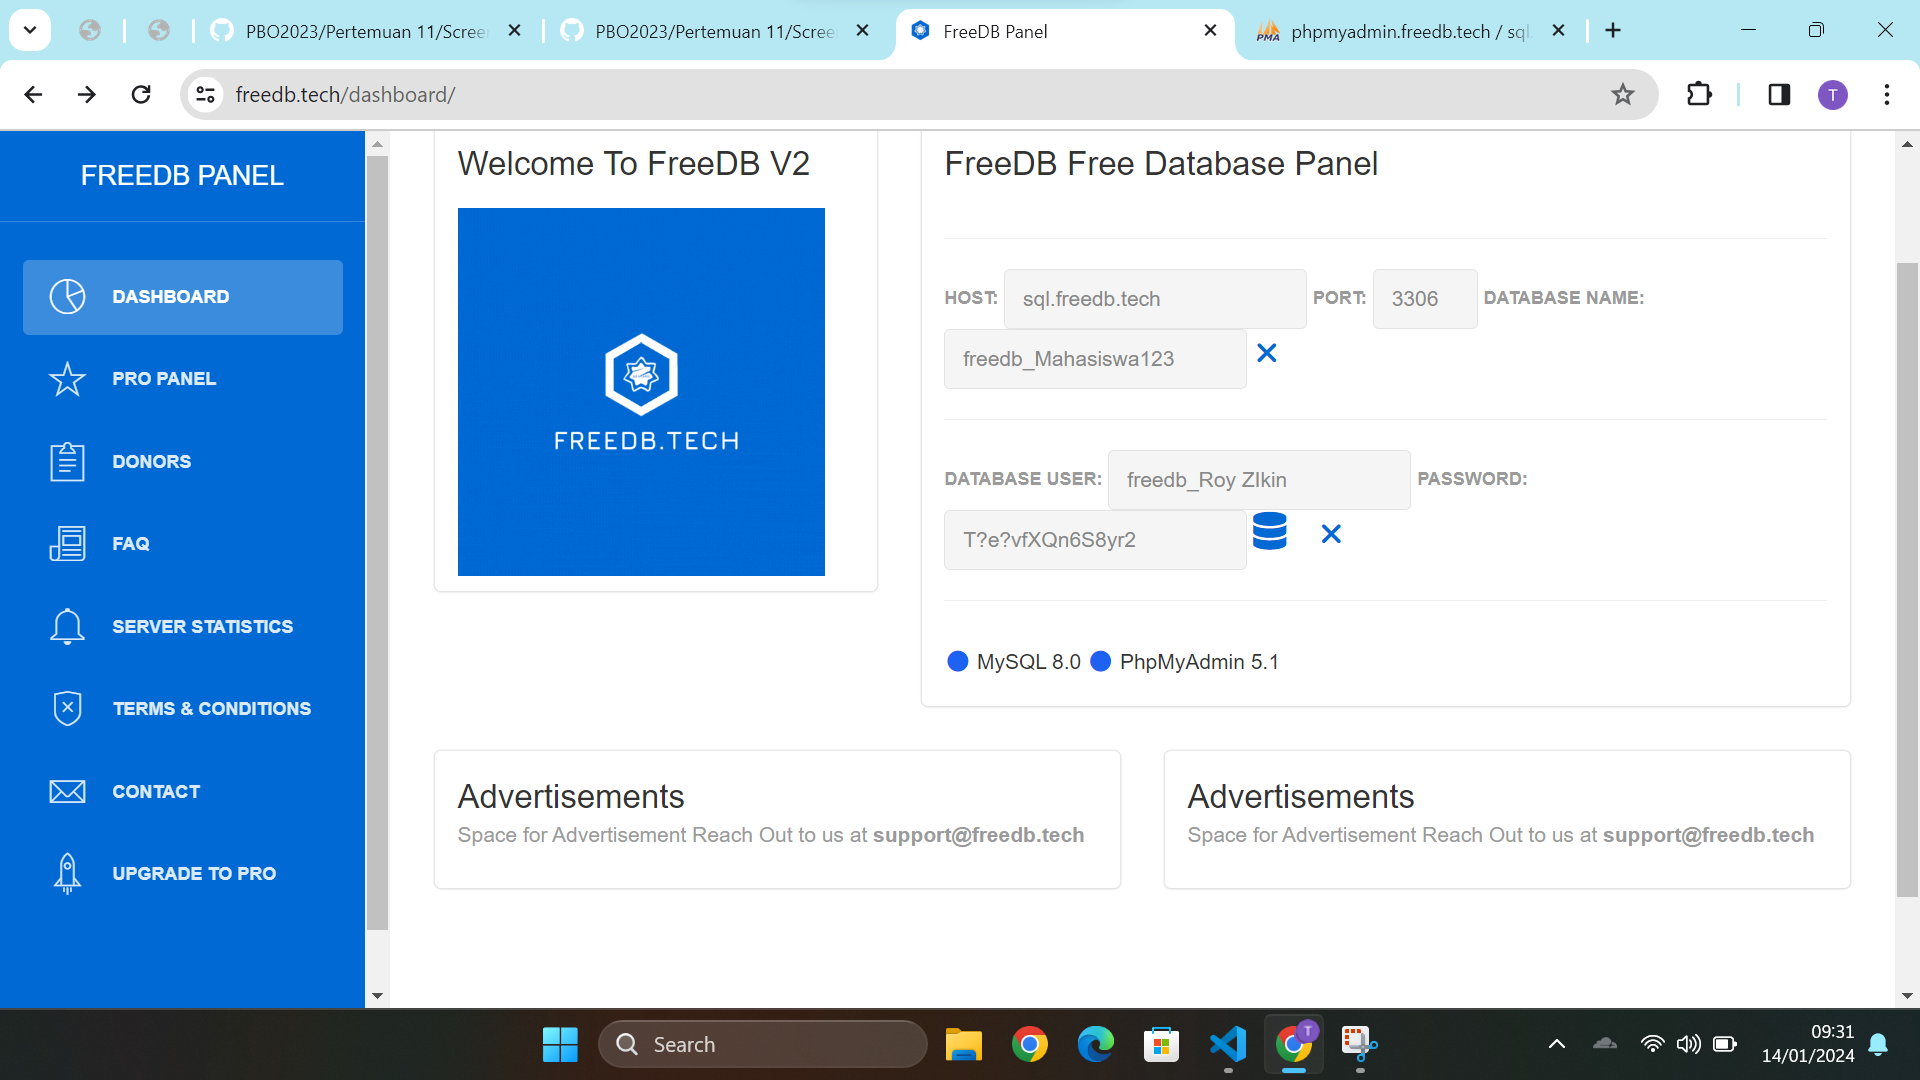 PBO2023/Pertemuan 11/Scree
PBO2023/Pertemuan 11/Scree
FreeDB Panel
PMA
phpmyadmin.freedb.tech / sql.
freedb.tech/dashboard/
T
FREEDB PANEL
DASHBOARD
PRO PANEL
DONORS
FAQ
SERVER STATISTICS
TERMS & CONDITIONS
CONTACT
UPGRADE TO PRO
Welcome To FreeDB V2
FREEDB.TECH
FreeDB Free Database Panel
HOST: sql.freedb.tech PORT: 3306 DATABASE NAME:
freedb_Mahasiswa123
DATABASE USER: freedb_Roy ZIkin PASSWORD:
T?e?vfXQn6S8yr2
MySQL 8.0 PhpMyAdmin 5.1
Advertisements
Space for Advertisement Reach Out to us at support@freedb.tech
Advertisements
Space for Advertisement Reach Out to us at support@freedb.tech
Search
T
09:31
14/01/2024